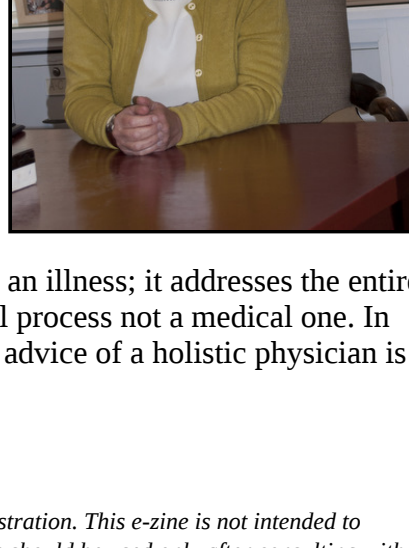 an illness; it addresses the entire
l process not a medical one. In
advice of a holistic physician is
stration. This e-zine is not intended to
should be used only after consulting with